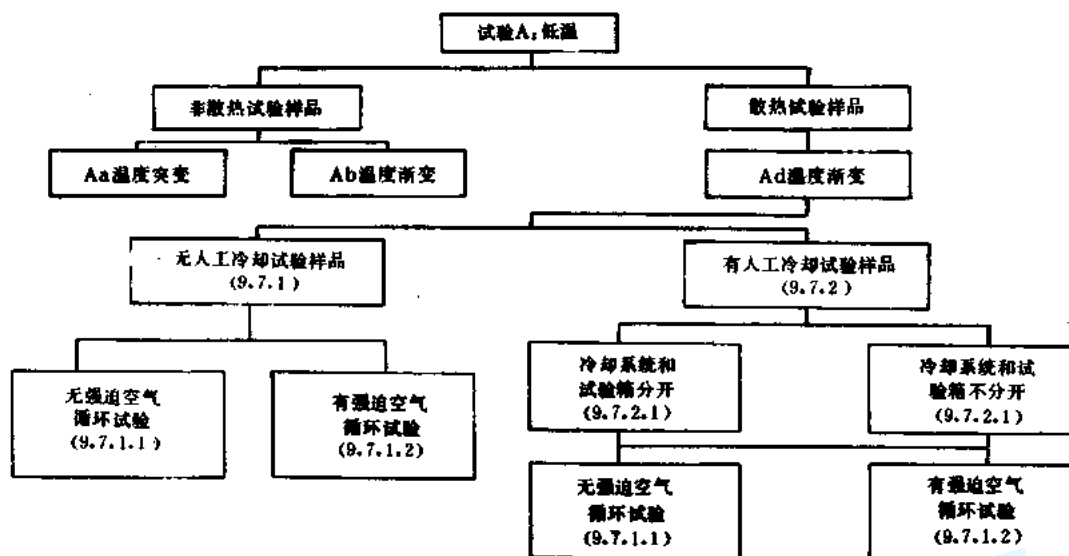 试验A:低温
非散热试验样品
散热试验样品
Aa温度突变
Ab温度渐变
Ad温度渐变
无人工冷却试验样品
(9.7.1)
有人工冷却试验样品
(9.7.2)
无强迫空气
循环试验
(9.7.1.1)
有强迫空气
循环试验
(9.7.1.2)
冷却系统和
试验箱分开
(9.7.2.1)
冷却系统和试
验箱不分开
(9.7.2.1)
无强迫空气
循环试验
(9.7.1.1)
有强迫空气
循环试验
(9.7.1.2)